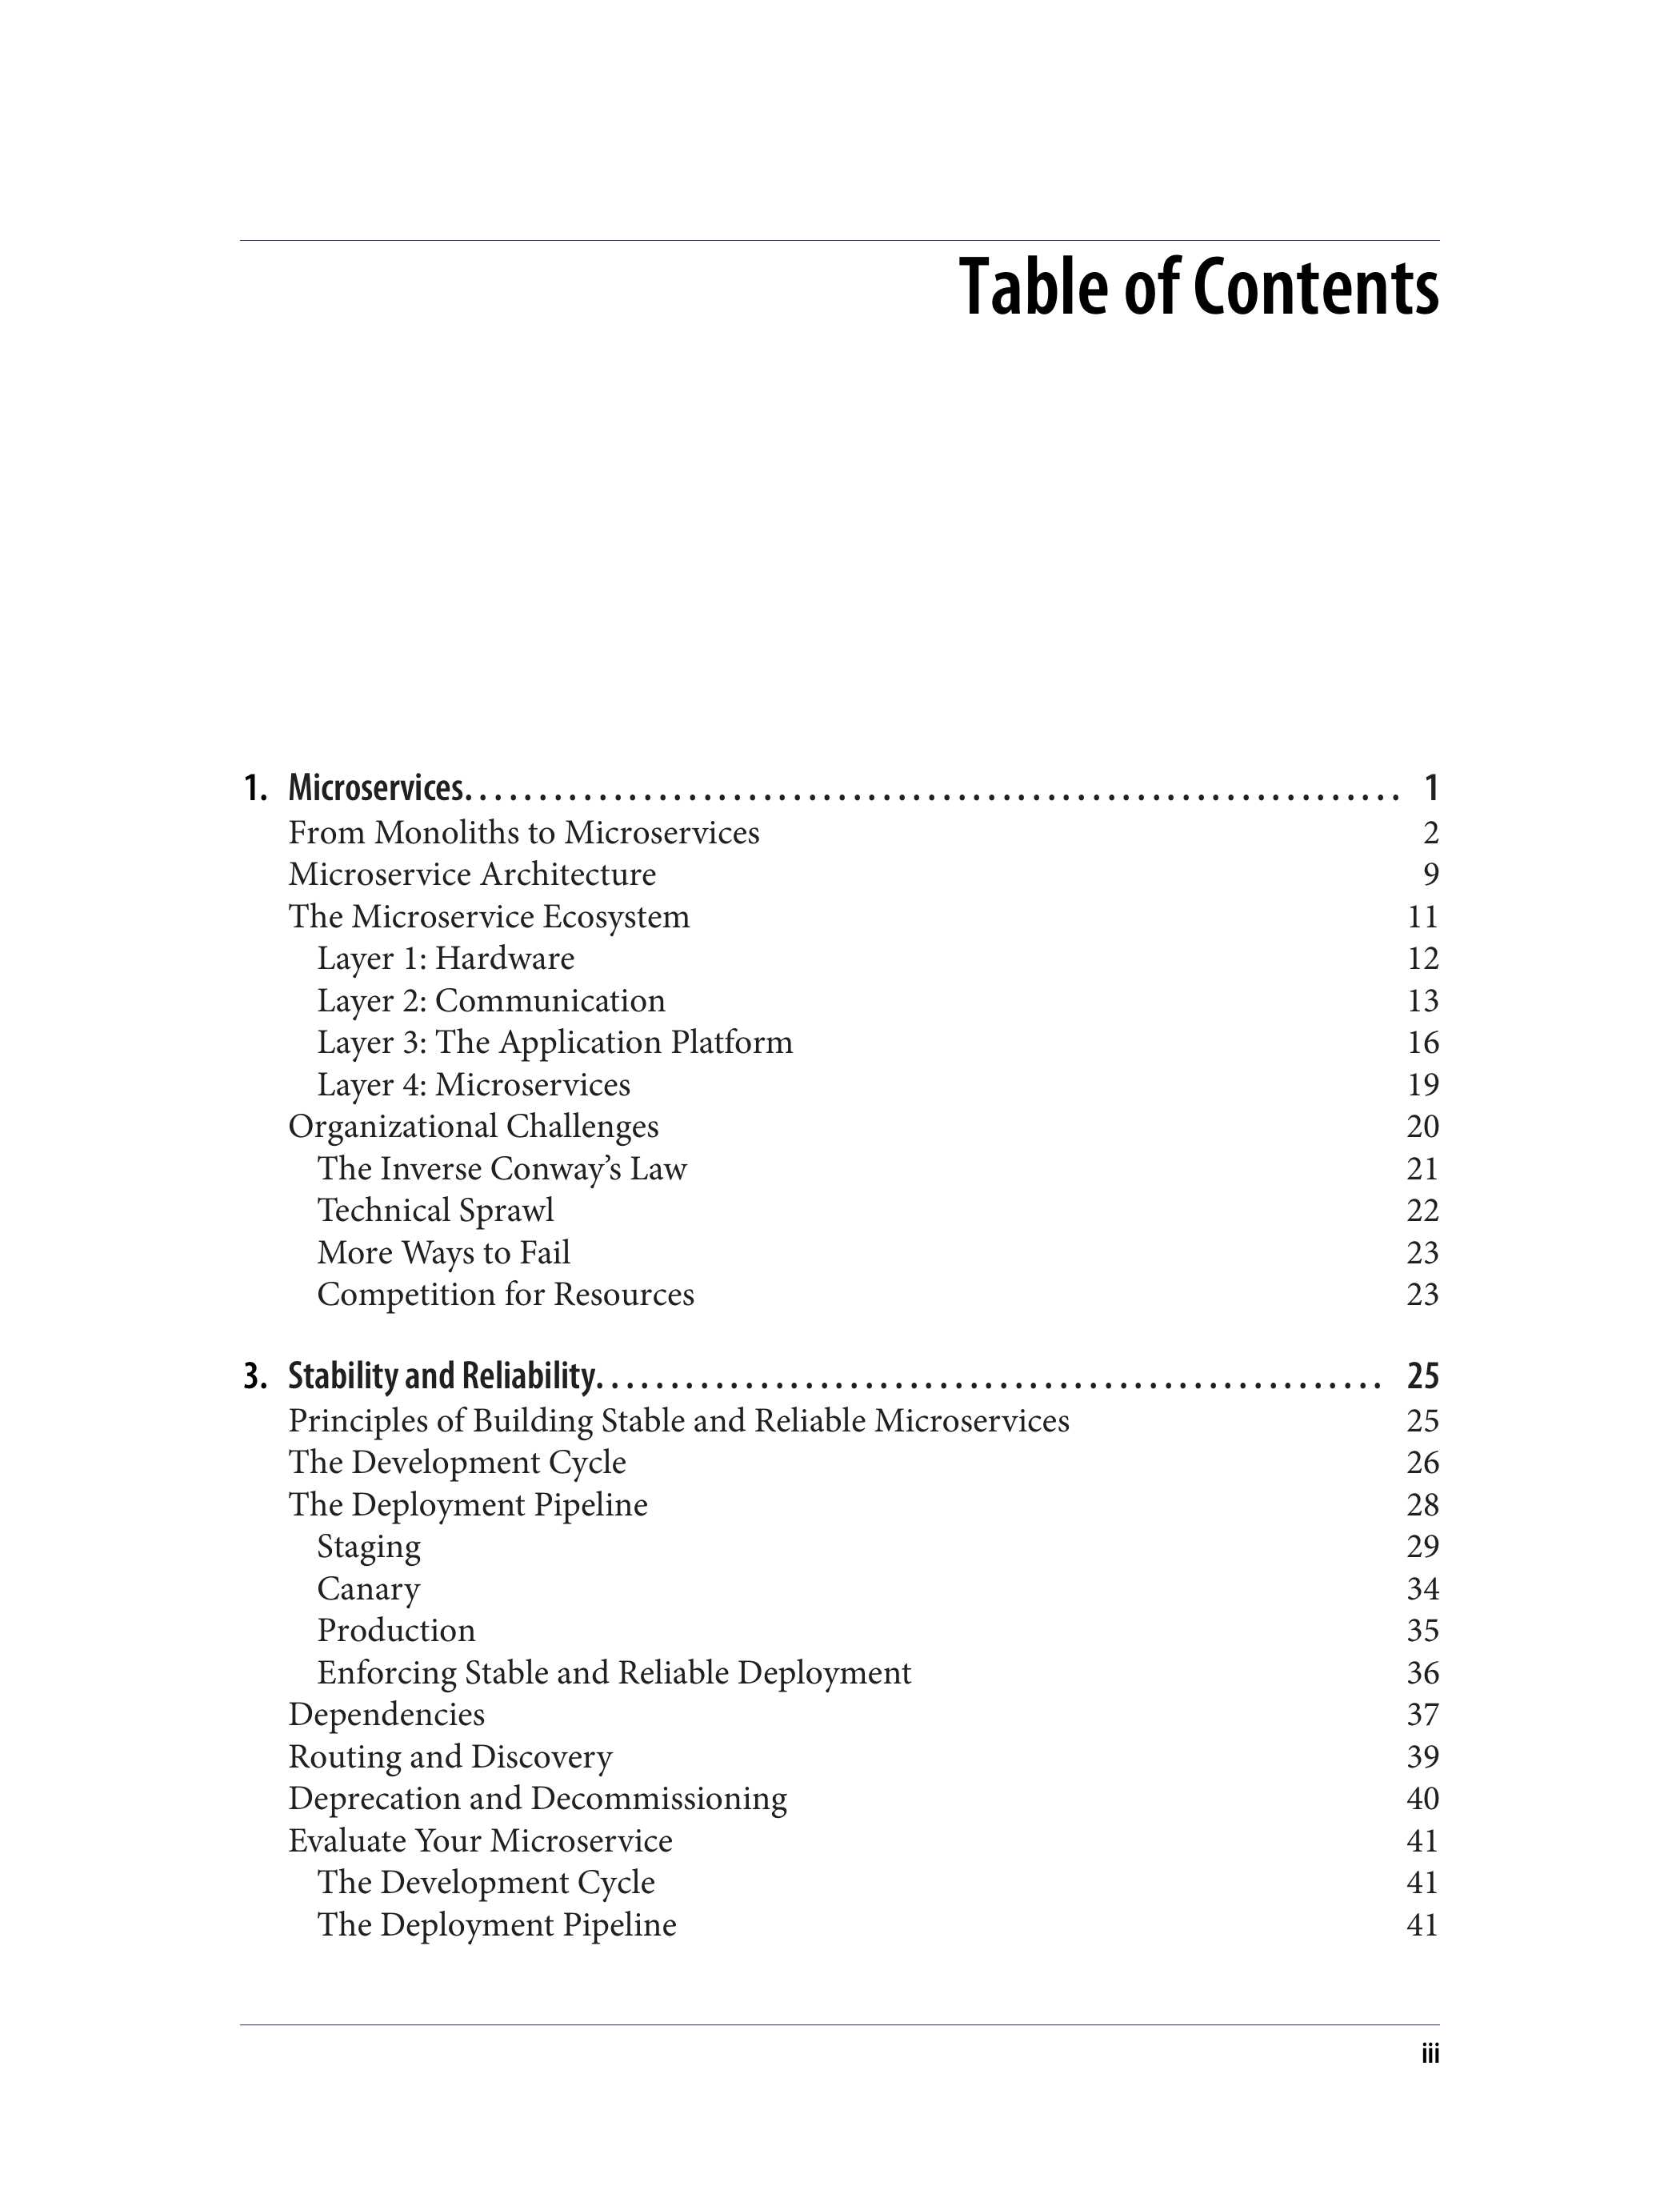 Table of Contents
1. Microservices. . . . . . . . . . . . . . . . . . . . . . . . . . . . . . . . . . . . . . . . . . . . . . . . . . . . . . . . . . . . . . . 1
From Monoliths to Microservices 2
Microservice Architecture 9
The Microservice Ecosystem 11
Layer 1: Hardware 12
Layer 2: Communication 13
Layer 3: The Application Platform 16
Layer 4: Microservices 19
Organizational Challenges 20
The Inverse Conway’s Law 21
Technical Sprawl 22
More Ways to Fail 23
Competition for Resources 23
3. Stability and Reliability. . . . . . . . . . . . . . . . . . . . . . . . . . . . . . . . . . . . . . . . . . . . . . . . . . . . . 25
Principles of Building Stable and Reliable Microservices 25
The Development Cycle 26
The Deployment Pipeline 28
Staging 29
Canary 34
Production 35
Enforcing Stable and Reliable Deployment 36
Dependencies 37
Routing and Discovery 39
Deprecation and Decommissioning 40
Evaluate Your Microservice 41
The Development Cycle 41
The Deployment Pipeline 41
iii